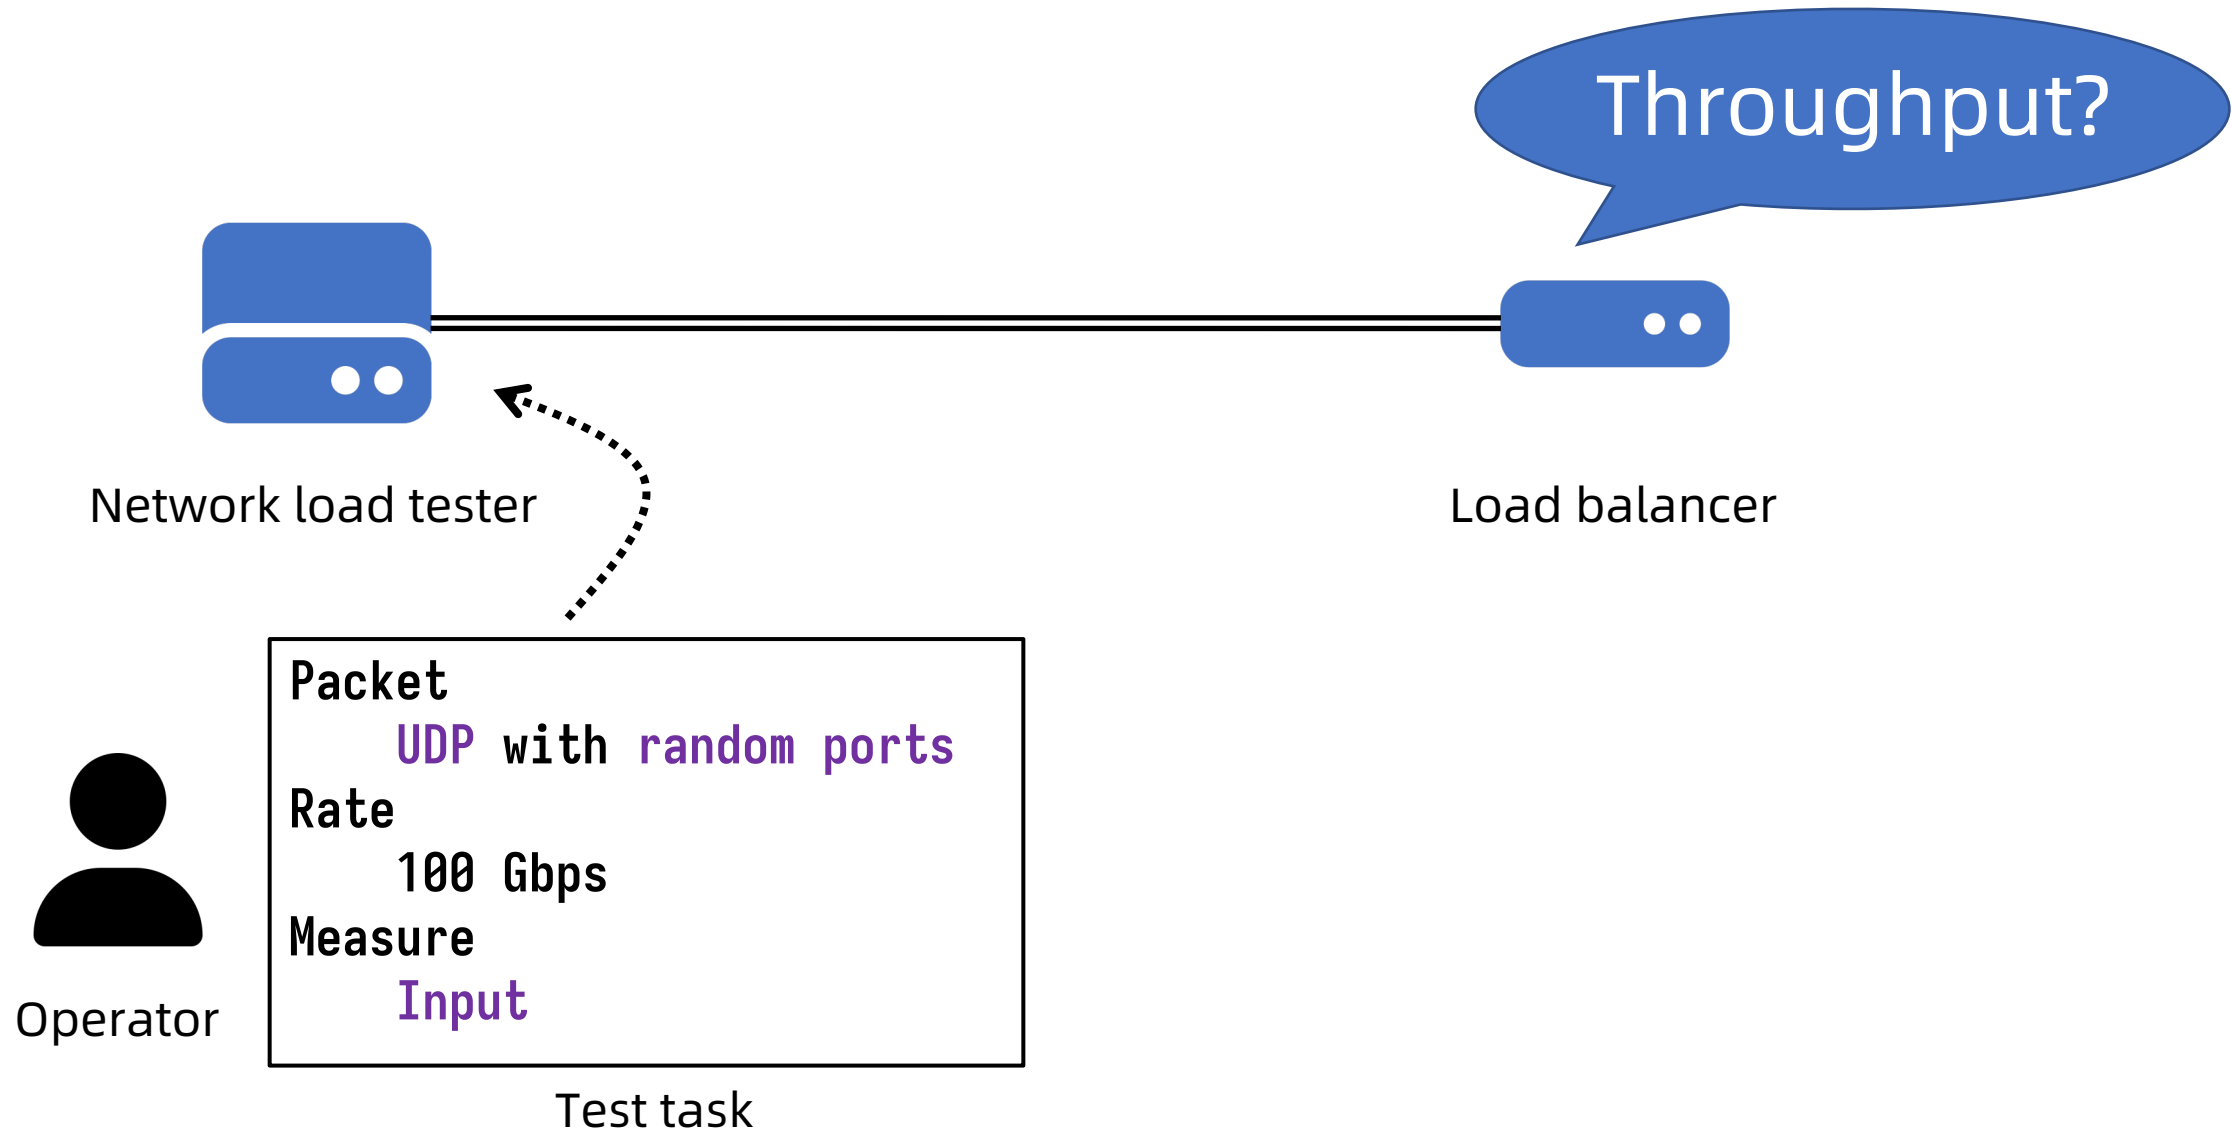 Throughput?
Network load tester
Load balancer
Packet
UDP with random ports
Rate
100 Gbps
Measure
Input
Operator
Test task